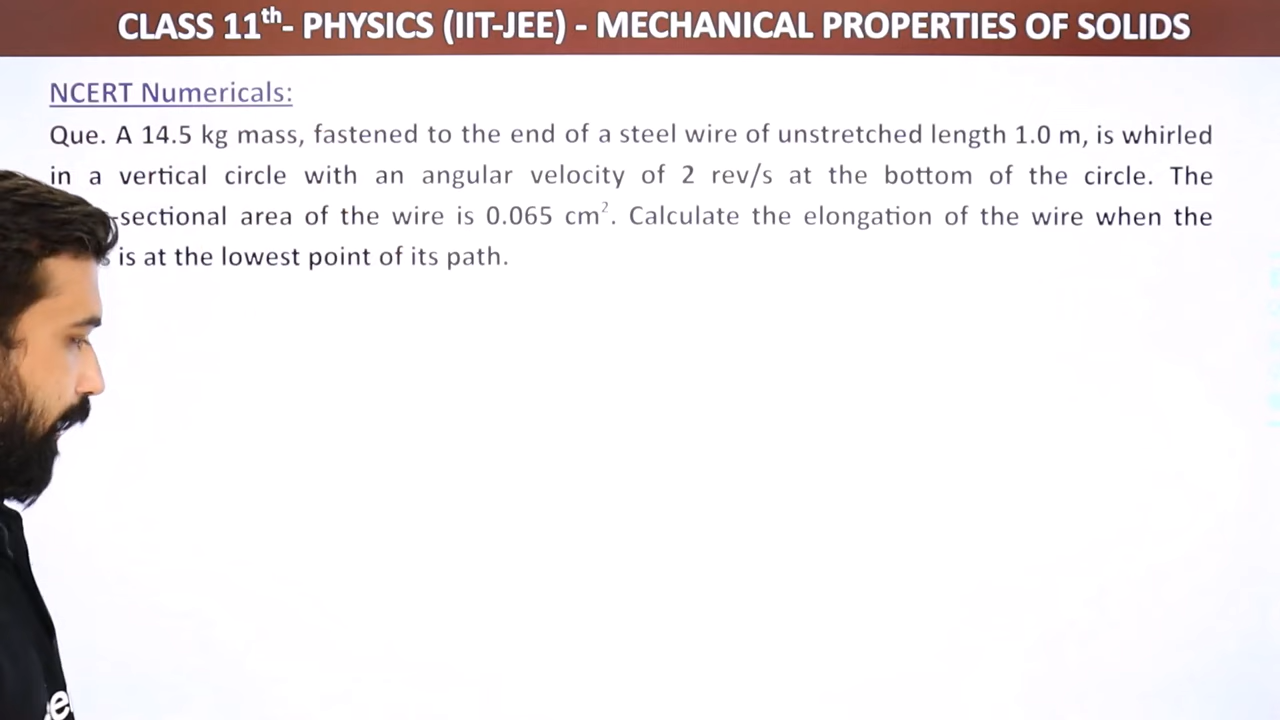 CLASS 11th- PHYSICS (IIT-JEE) - MECHANICAL PROPERTIES OF SOLIDS
NCERT Numericals:
Que. A 14.5 kg mass, fastened to the end of a steel wire of unstretched length 1.0 m, is whirled
in a vertical circle with an angular velocity of 2 rev/s at the bottom of the circle. The
-sectional area of the wire is 0.065 cm². Calculate the elongation of the wire when the
is at the lowest point of its path.